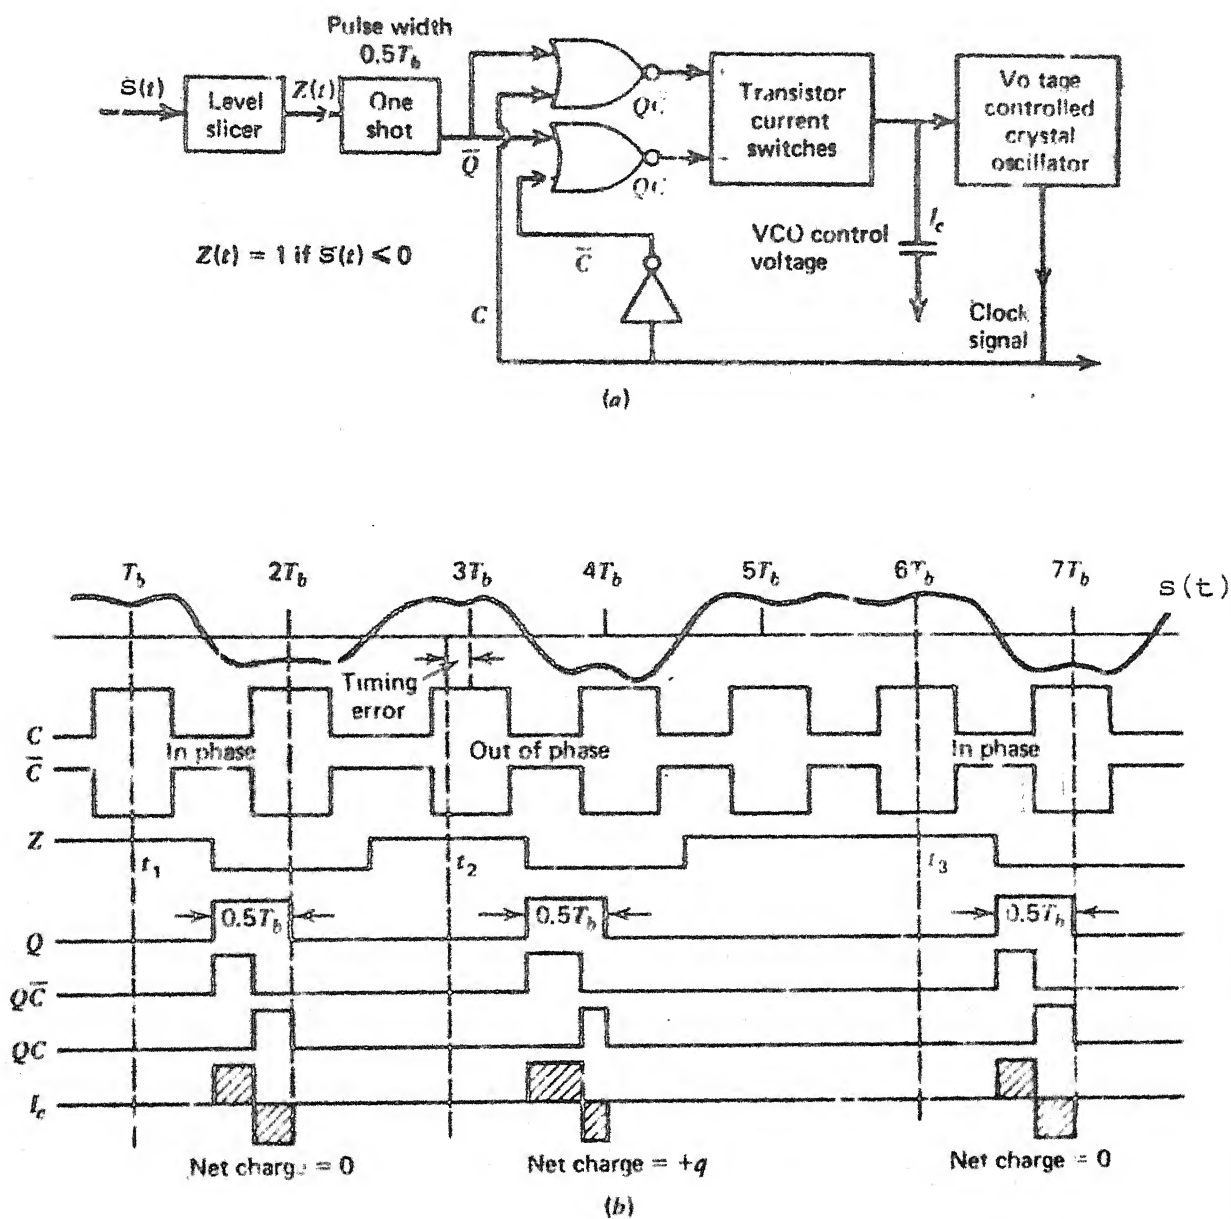 Pulse width
0.5T_b
S(t)
Level
slicer
Z(t)
One
shot
Q̅
QC
QC
Transistor
current
switches
Vo tage
controlled
crystal
oscillator
I_c
VCO control
voltage
Z(t) = 1 if S(t) ≤ 0
C̅
C
Clock
signal
(a)
T_b 2T_b 3T_b 4T_b 5T_b 6T_b 7T_b
s(t)
Timing
error
C
In phase Out of phase In phase
C̅
Z
t_1 t_2 t_3
0.5T_b 0.5T_b 0.5T_b
Q
QC̅
QC
I_c
Net charge = 0 Net charge = +q Net charge = 0
(b)